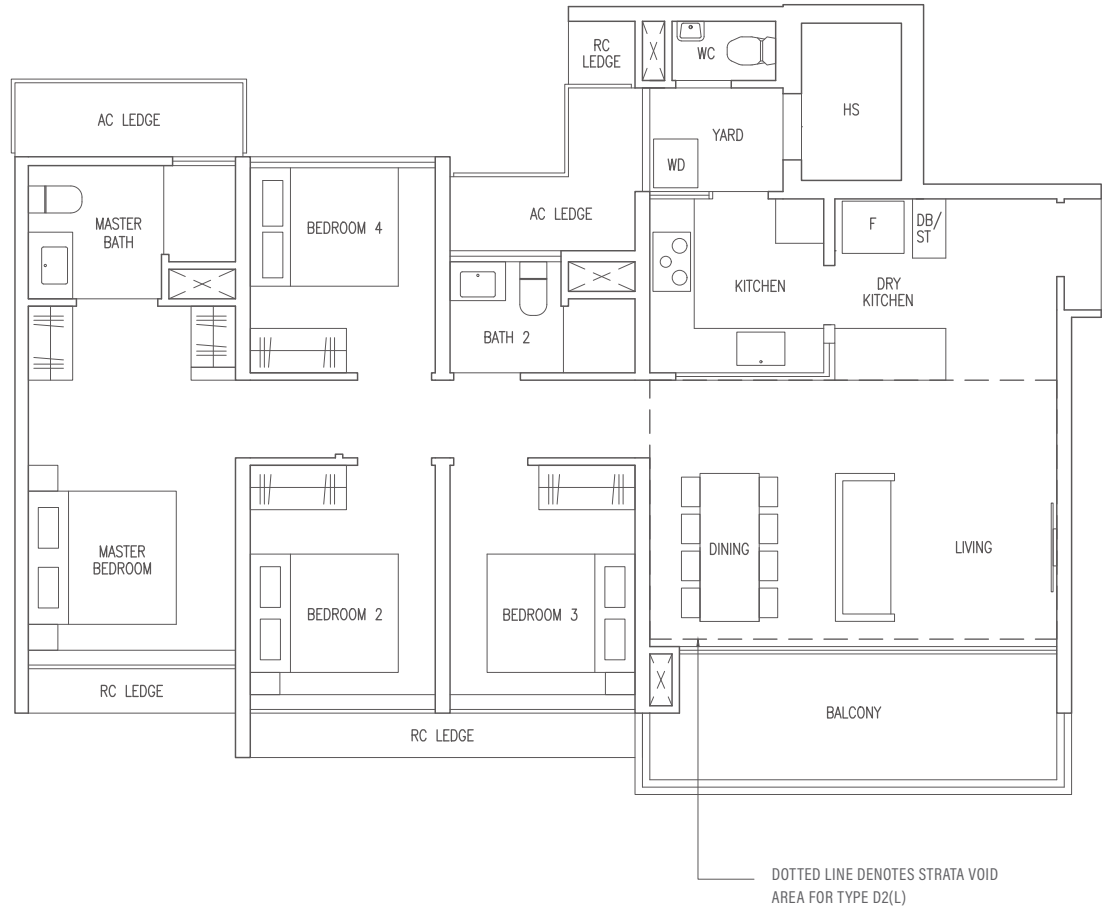 RC
LEDGE
WC
AC LEDGE
HS
YARD
WD
MASTER
BATH
BEDROOM 4
AC LEDGE
F
DB/
ST
KITCHEN
DRY
KITCHEN
BATH 2
MASTER
BEDROOM
DINING
LIVING
BEDROOM 2
BEDROOM 3
RC LEDGE
BALCONY
RC LEDGE
DOTTED LINE DENOTES STRATA VOID
AREA FOR TYPE D2(L)